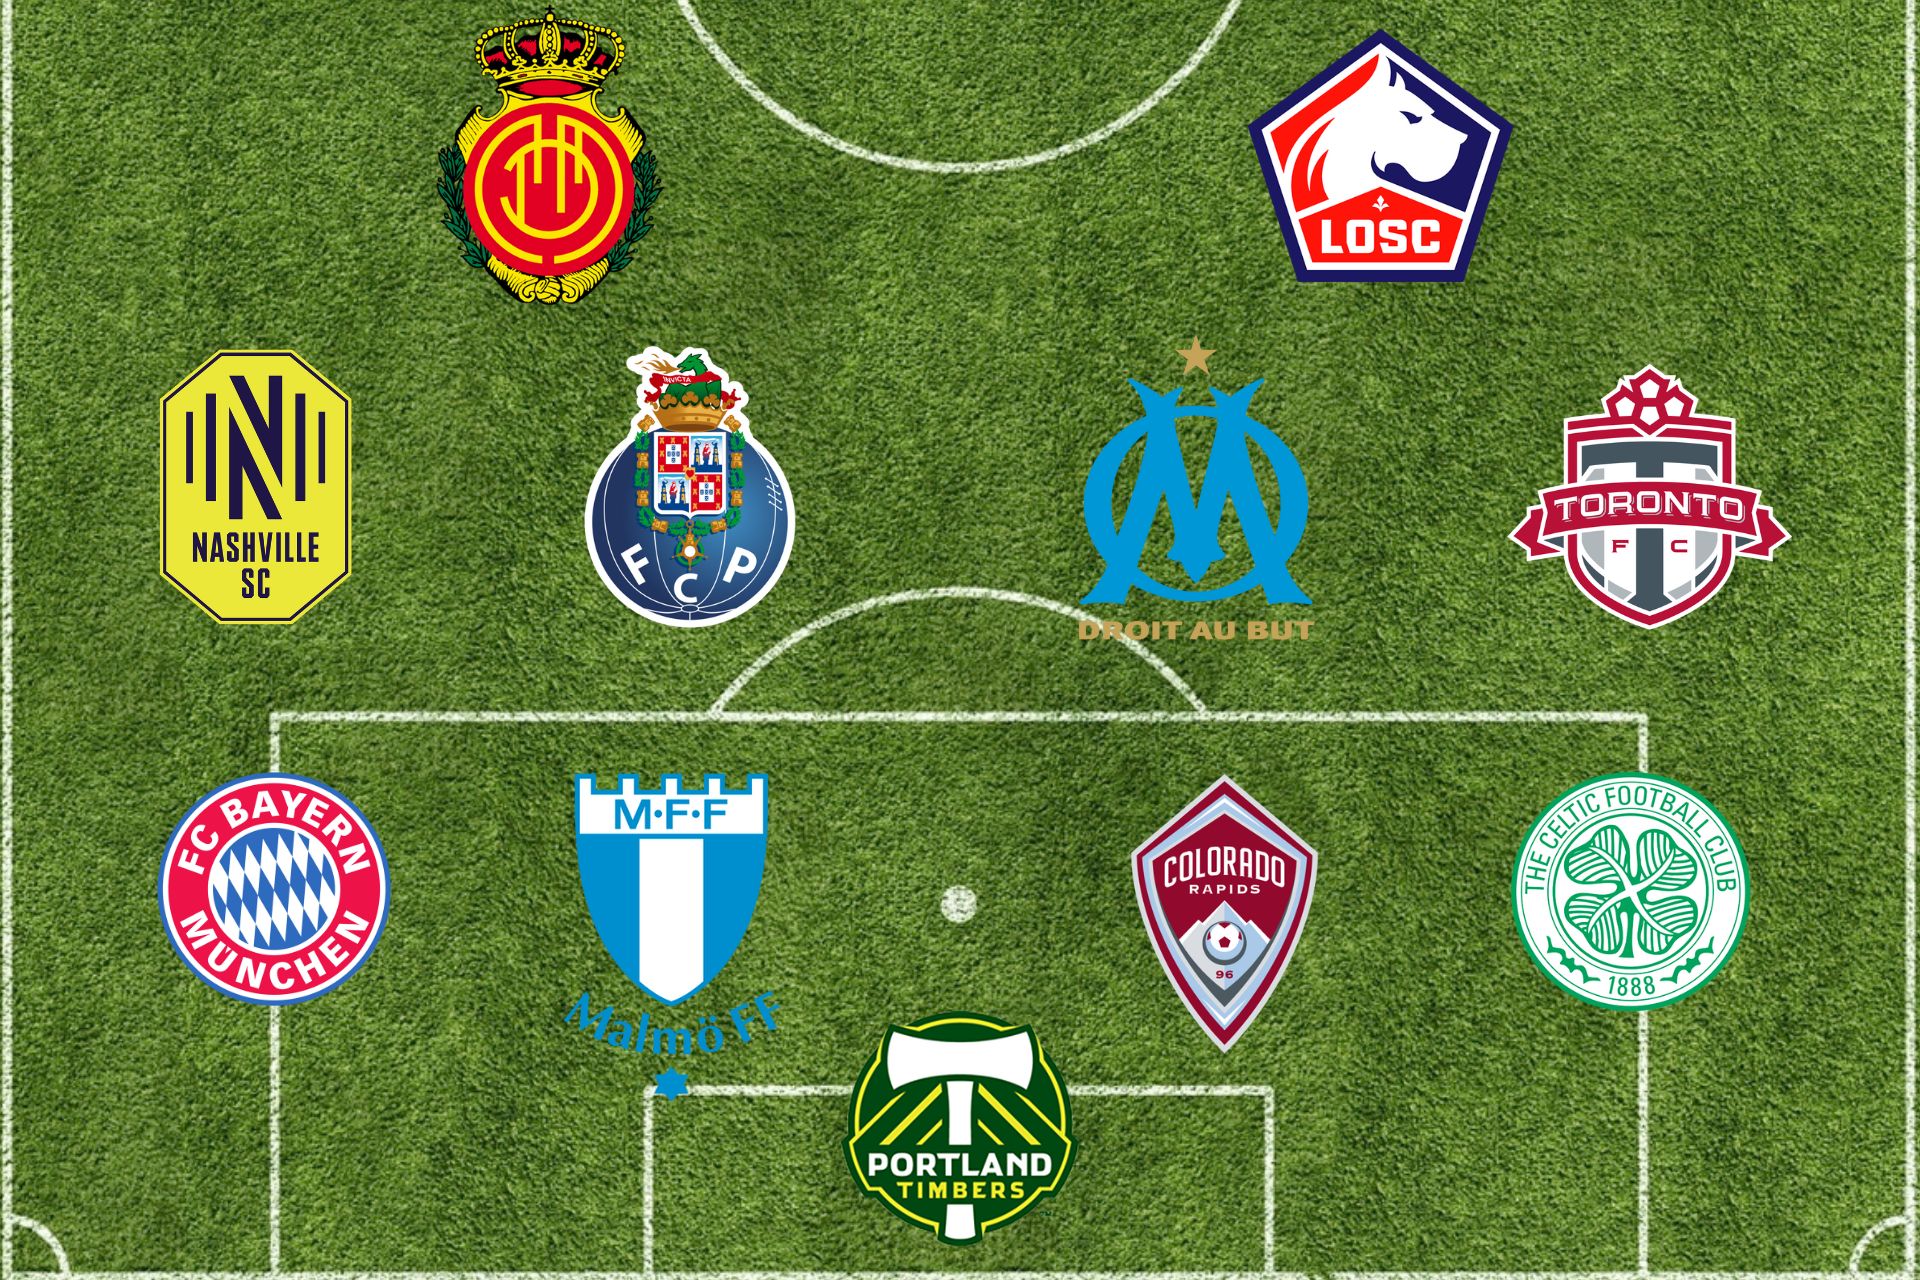 LOSC
INVICTA
NASHVILLE
SC
F C P
DROIT AU BUT
TORONTO
F C
FC BAYERN
MÜNCHEN
M·F·F
Malmö FF
COLORADO
RAPIDS
96
THE CELTIC FOOTBALL CLUB
1888
PORTLAND
TIMBERS